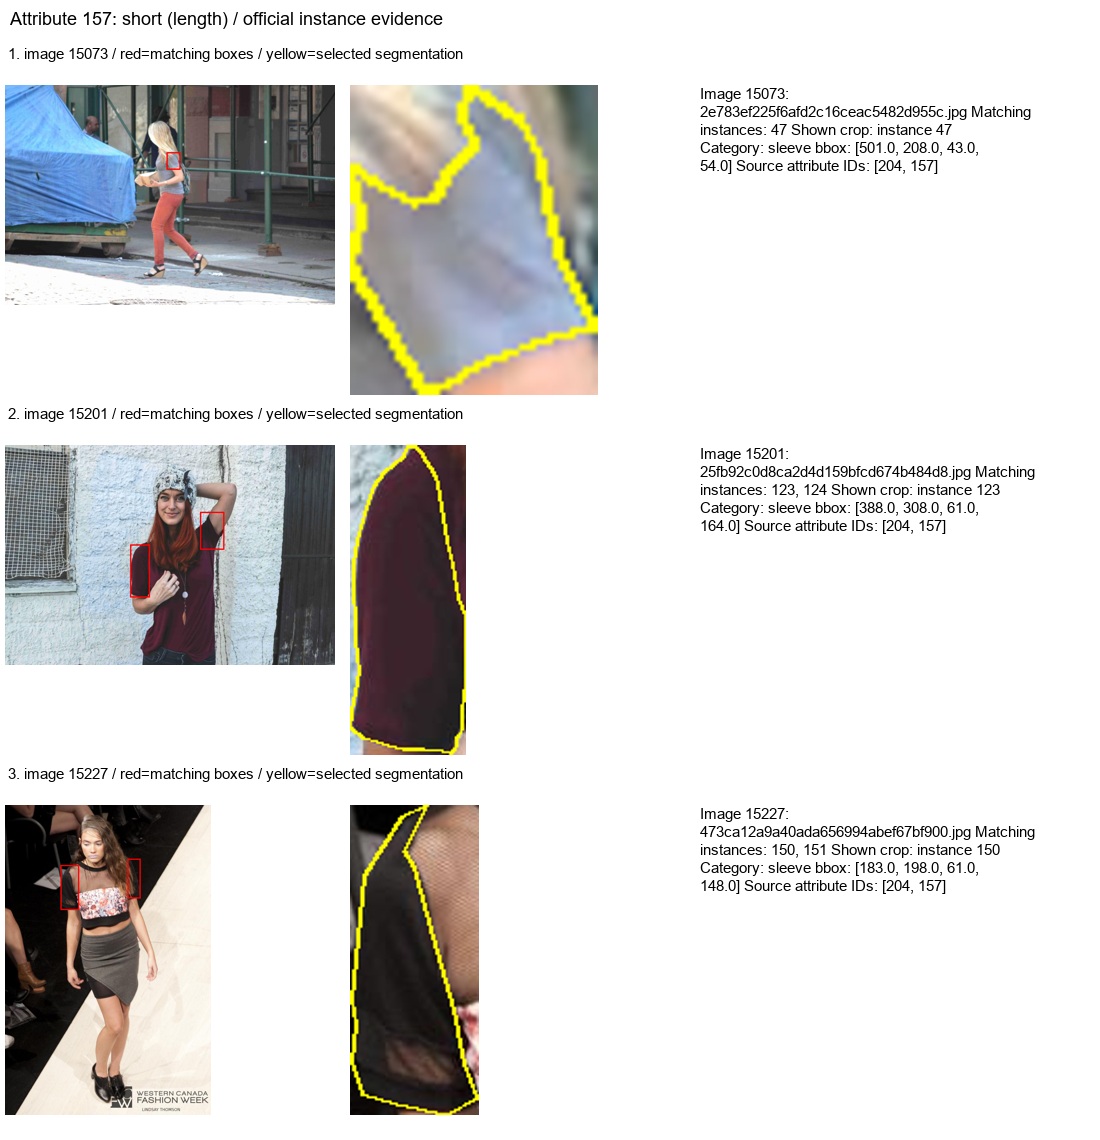 Attribute 157: short (length) / official instance evidence
1. image 15073 / red=matching boxes / yellow=selected segmentation
Image 15073:
2e783ef225f6afd2c16ceac5482d955c.jpg Matching
instances: 47 Shown crop: instance 47
Category: sleeve bbox: [501.0, 208.0, 43.0,
54.0] Source attribute IDs: [204, 157]
2. image 15201 / red=matching boxes / yellow=selected segmentation
Image 15201:
25fb92c0d8ca2d4d159bfcd674b484d8.jpg Matching
instances: 123, 124 Shown crop: instance 123
Category: sleeve bbox: [388.0, 308.0, 61.0,
164.0] Source attribute IDs: [204, 157]
3. image 15227 / red=matching boxes / yellow=selected segmentation
Image 15227:
473ca12a9a40ada656994abef67bf900.jpg Matching
instances: 150, 151 Shown crop: instance 150
Category: sleeve bbox: [183.0, 198.0, 61.0,
148.0] Source attribute IDs: [204, 157]
WESTERN CANADA
FASHION WEEK
LINDSAY THOMSON